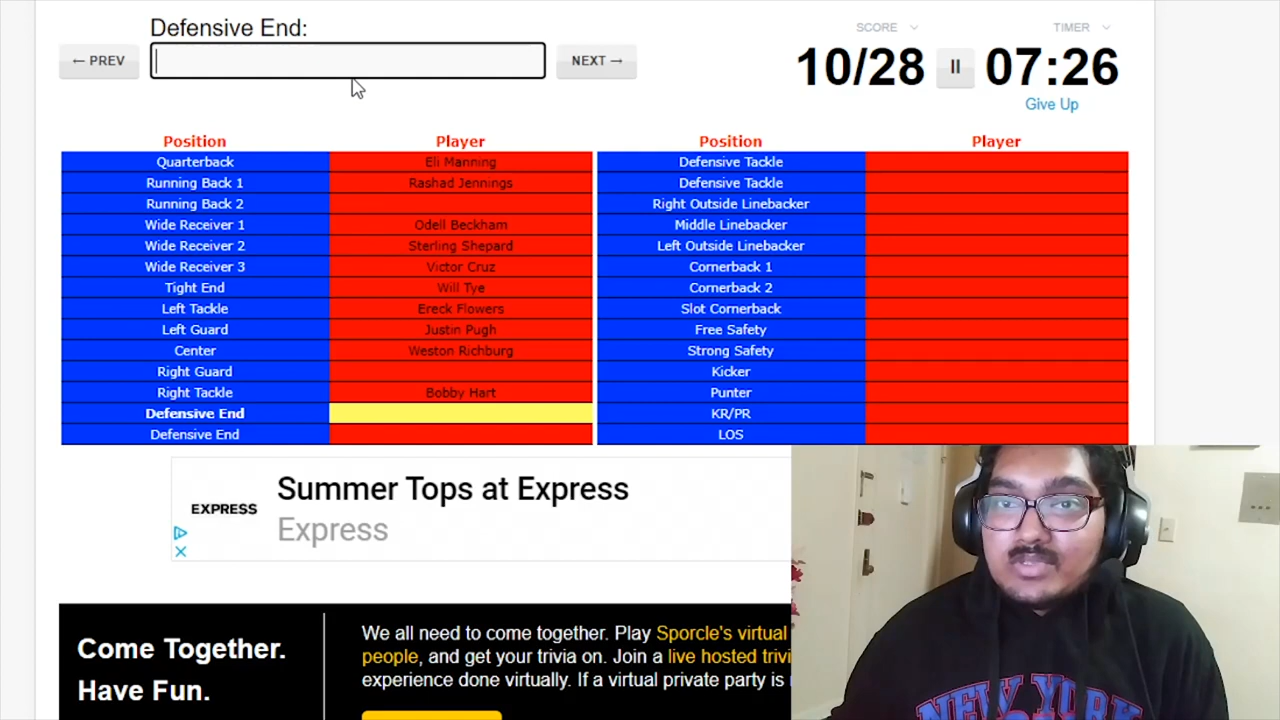 Defensive End:
← PREV
NEXT →
SCORE
10/28
TIMER
07:26
Give Up
Position Player
Quarterback Eli Manning
Running Back 1 Rashad Jennings
Running Back 2
Wide Receiver 1 Odell Beckham
Wide Receiver 2 Sterling Shepard
Wide Receiver 3 Victor Cruz
Tight End Will Tye
Left Tackle Ereck Flowers
Left Guard Justin Pugh
Center Weston Richburg
Right Guard
Right Tackle Bobby Hart
Defensive End
Defensive End
Position Player
Defensive Tackle
Defensive Tackle
Right Outside Linebacker
Middle Linebacker
Left Outside Linebacker
Cornerback 1
Cornerback 2
Slot Cornerback
Free Safety
Strong Safety
Kicker
Punter
KR/PR
LOS
EXPRESS
Summer Tops at Express
Express
Come Together.
Have Fun.
We all need to come together. Play Sporcle's virtual
people, and get your trivia on. Join a live hosted trivi
experience done virtually. If a virtual private party is
NEW YORK